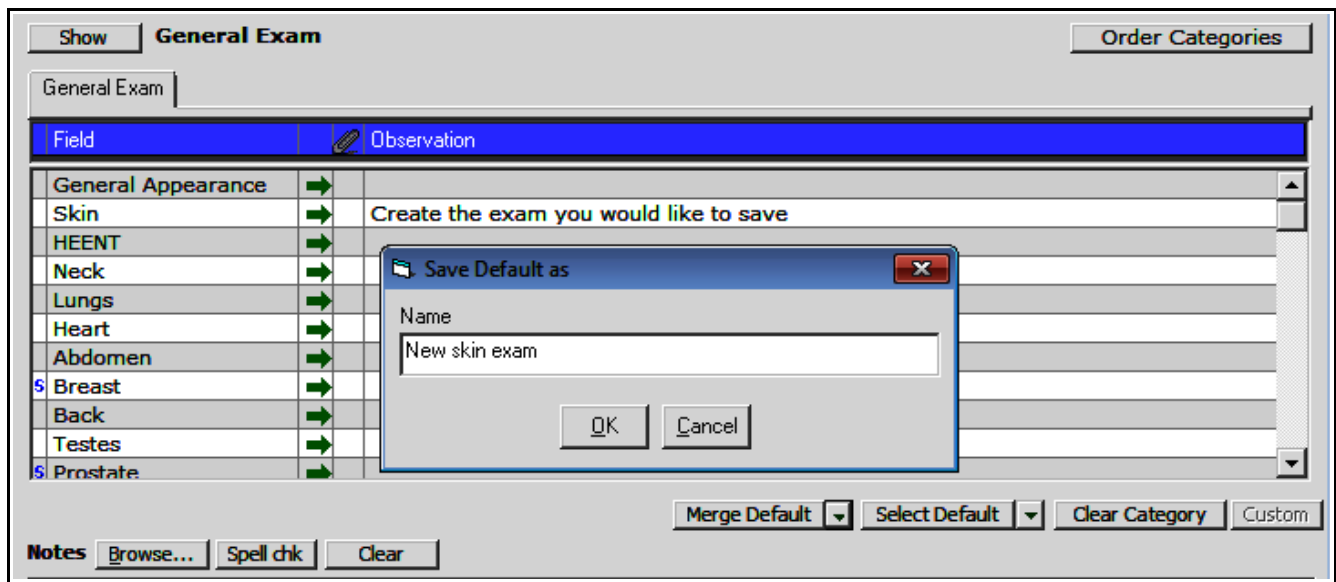 Show General Exam Order Categories
General Exam
Field Observation
General Appearance
Skin Create the exam you would like to save
HEENT
Neck
Lungs
Heart
Abdomen
S Breast
Back
Testes
S Prostate
Save Default as
Name
New skin exam
OK Cancel
Merge Default Select Default Clear Category Custom
Notes Browse... Spell chk Clear